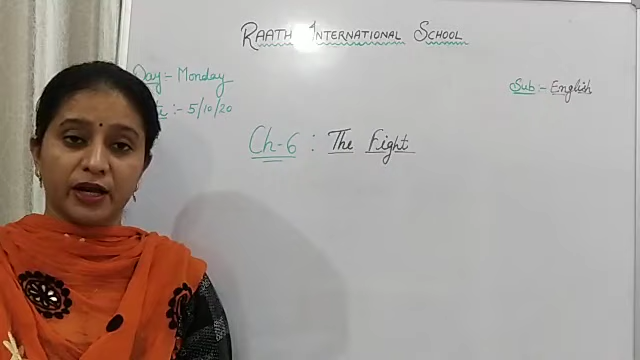 Raath International School
Day:- Monday
:- 5/10/20
Sub:- English
Ch-6 : The Fight